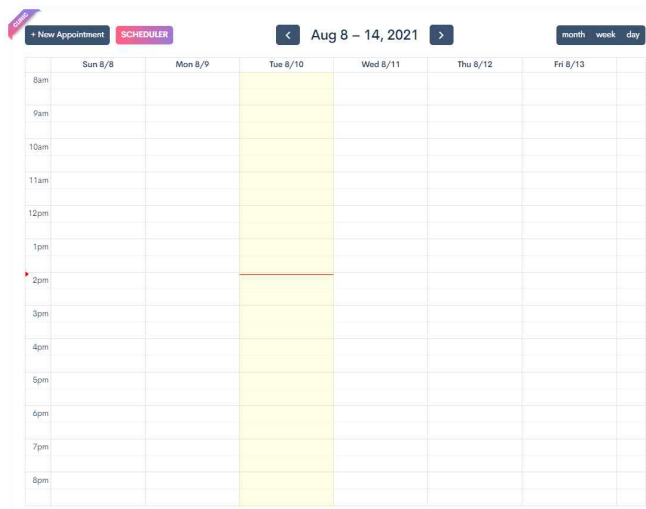 CLINIC
+ New Appointment SCHEDULER < Aug 8 – 14, 2021 > month week day
Sun 8/8 Mon 8/9 Tue 8/10 Wed 8/11 Thu 8/12 Fri 8/13
8am
9am
10am
11am
12pm
1pm
2pm
3pm
4pm
5pm
6pm
7pm
8pm